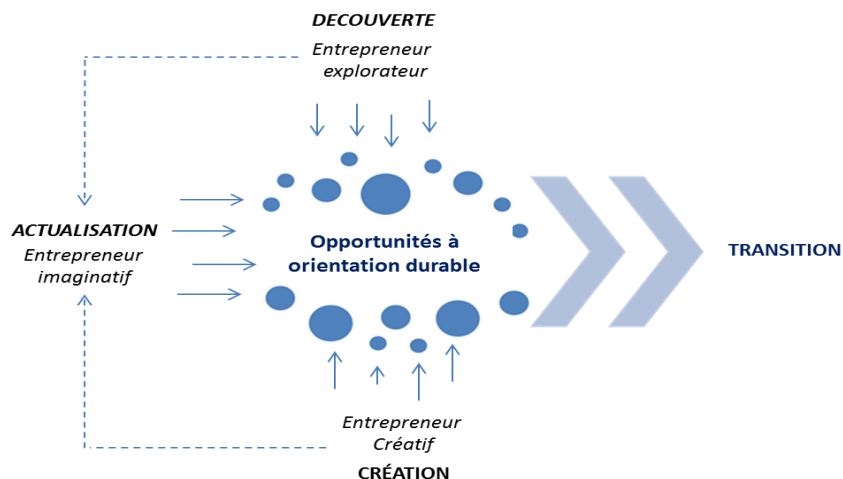 DECOUVERTE
Entrepreneur
explorateur
ACTUALISATION
Entrepreneur
imaginatif
Opportunités à
orientation durable
TRANSITION
Entrepreneur
Créatif
CRÉATION